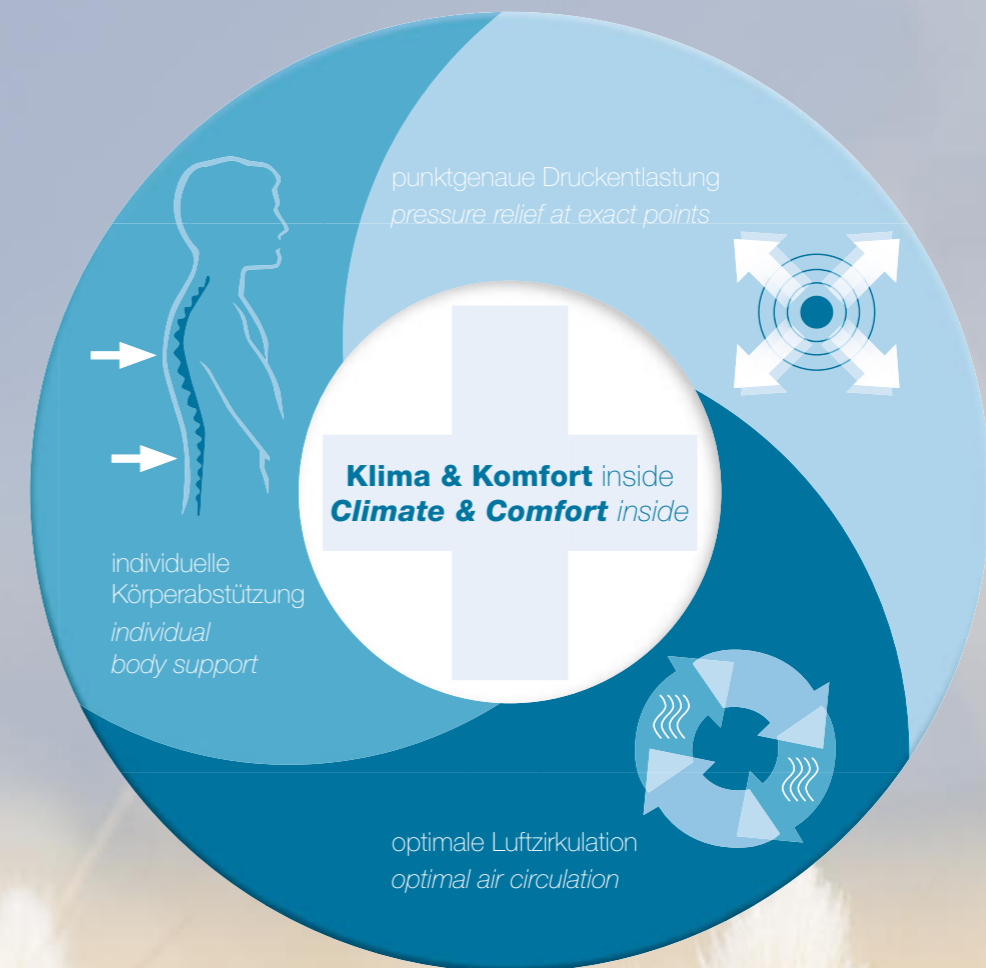 punktgenaue Druckentlastung
pressure relief at exact points
Klima & Komfort inside
Climate & Comfort inside
individuelle
Körperabstützung
individual
body support
optimale Luftzirkulation
optimal air circulation